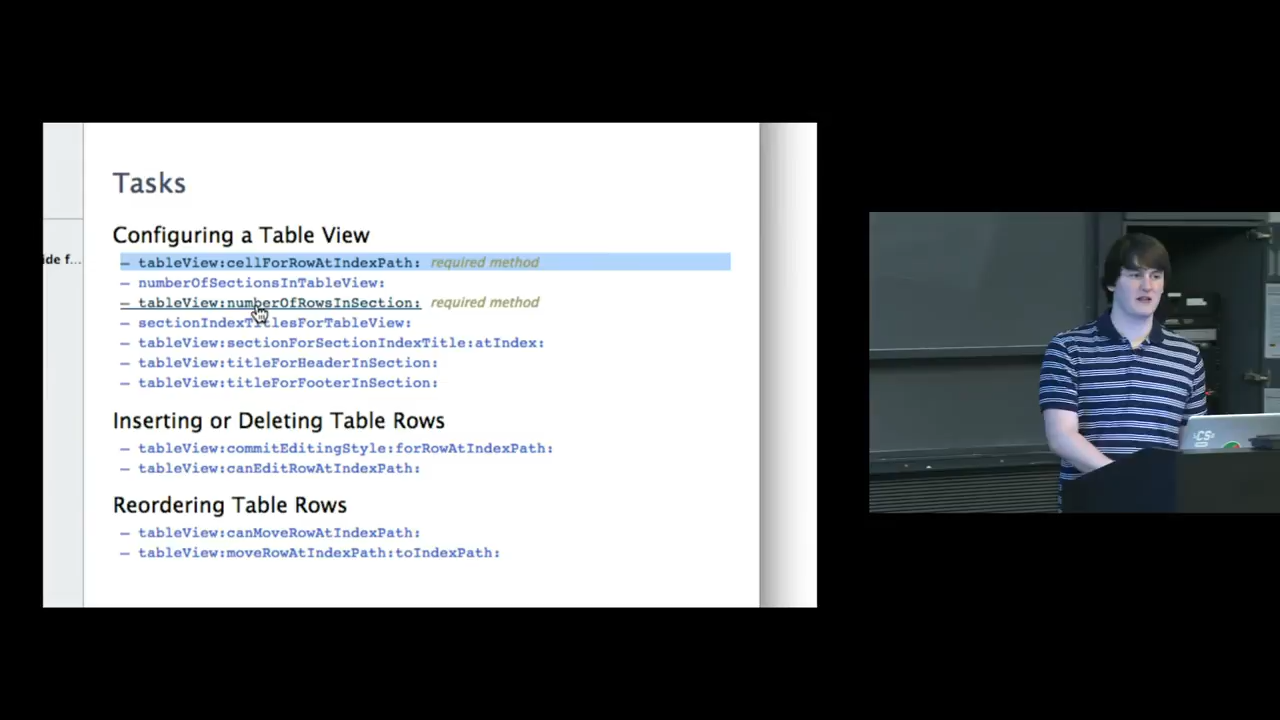 Tasks
Configuring a Table View
ide f...
– tableView:cellForRowAtIndexPath: required method
– numberOfSectionsInTableView:
– tableView:numberOfRowsInSection: required method
– sectionIndexTitlesForTableView:
– tableView:sectionForSectionIndexTitle:atIndex:
– tableView:titleForHeaderInSection:
– tableView:titleForFooterInSection:
Inserting or Deleting Table Rows
– tableView:commitEditingStyle:forRowAtIndexPath:
– tableView:canEditRowAtIndexPath:
Reordering Table Rows
– tableView:canMoveRowAtIndexPath:
– tableView:moveRowAtIndexPath:toIndexPath:
CS